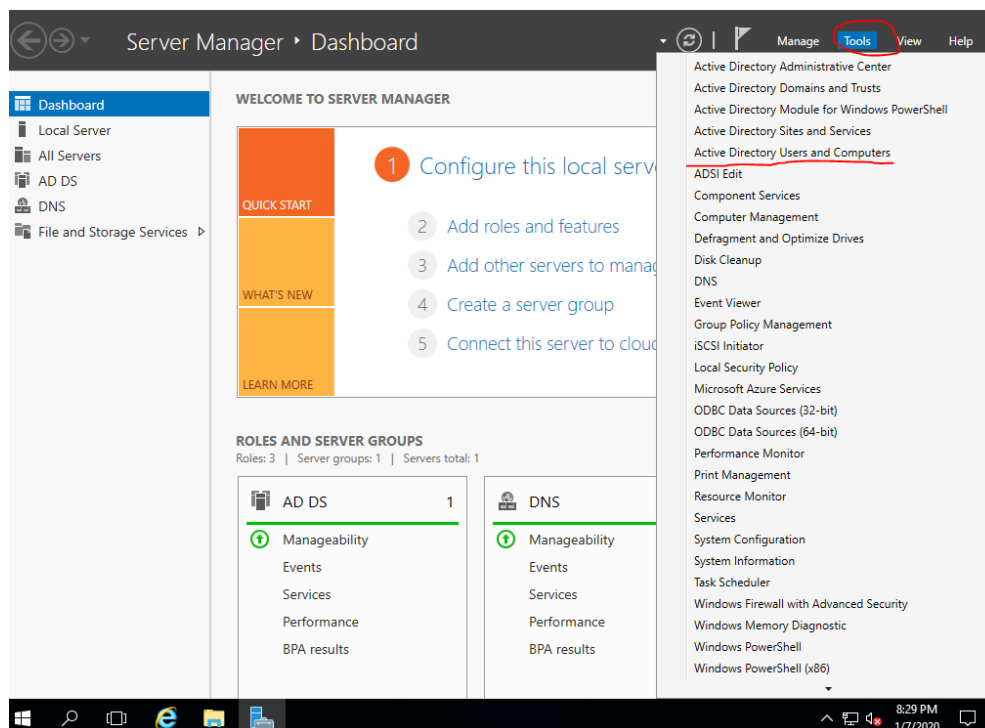 Server Manager ‣ Dashboard
Manage Tools View Help
Dashboard
Local Server
All Servers
AD DS
DNS
File and Storage Services
WELCOME TO SERVER MANAGER
QUICK START
WHAT'S NEW
LEARN MORE
1 Configure this local serv
2 Add roles and features
3 Add other servers to manag
4 Create a server group
5 Connect this server to cloud
ROLES AND SERVER GROUPS
Roles: 3 | Server groups: 1 | Servers total: 1
AD DS 1
Manageability
Events
Services
Performance
BPA results
DNS
Manageability
Events
Services
Performance
BPA results
Active Directory Administrative Center
Active Directory Domains and Trusts
Active Directory Module for Windows PowerShell
Active Directory Sites and Services
Active Directory Users and Computers
ADSI Edit
Component Services
Computer Management
Defragment and Optimize Drives
Disk Cleanup
DNS
Event Viewer
Group Policy Management
iSCSI Initiator
Local Security Policy
Microsoft Azure Services
ODBC Data Sources (32-bit)
ODBC Data Sources (64-bit)
Performance Monitor
Print Management
Resource Monitor
Services
System Configuration
System Information
Task Scheduler
Windows Firewall with Advanced Security
Windows Memory Diagnostic
Windows PowerShell
Windows PowerShell (x86)
8:29 PM
1/7/2020